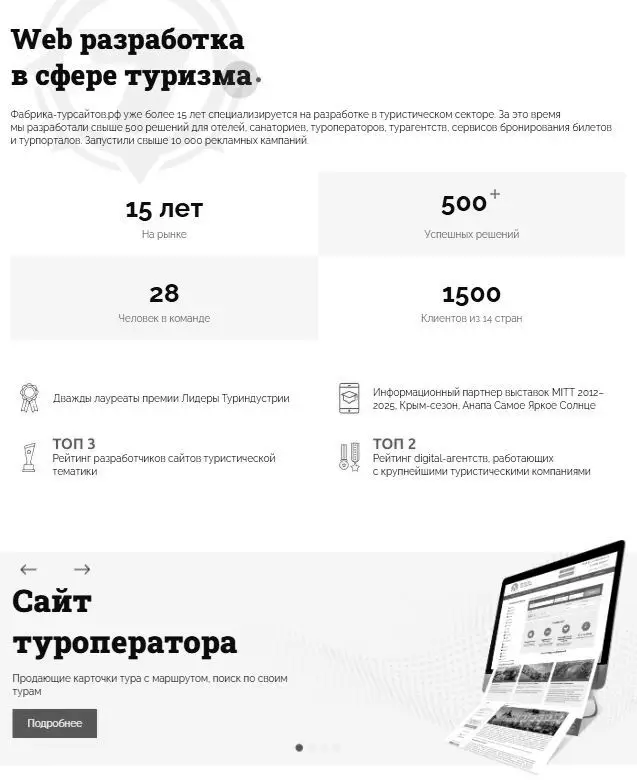 Web разработка
в сфере туризма
Фабрика-турсайтов.рф уже более 15 лет специализируется на разработке в туристическом секторе. За это время
мы разработали свыше 500 решений для отелей, санаториев, туроператоров, турагентств, сервисов бронирования билетов
и турпорталов. Запустили свыше 10 000 рекламных кампаний.
15 лет
На рынке
500+
Успешных решений
28
Человек в команде
1500
Клиентов из 14 стран
Дважды лауреаты премии Лидеры Туриндустрии
Информационный партнер выставок MITT 2012–
2025, Крым-сезон, Анапа Самое Яркое Солнце
ТОП 3
Рейтинг разработчиков сайтов туристической
тематики
ТОП 2
Рейтинг digital-агентств, работающих
с крупнейшими туристическими компаниями
Сайт
туроператора
Продающие карточки тура с маршрутом, поиск по своим
турам
Подробнее